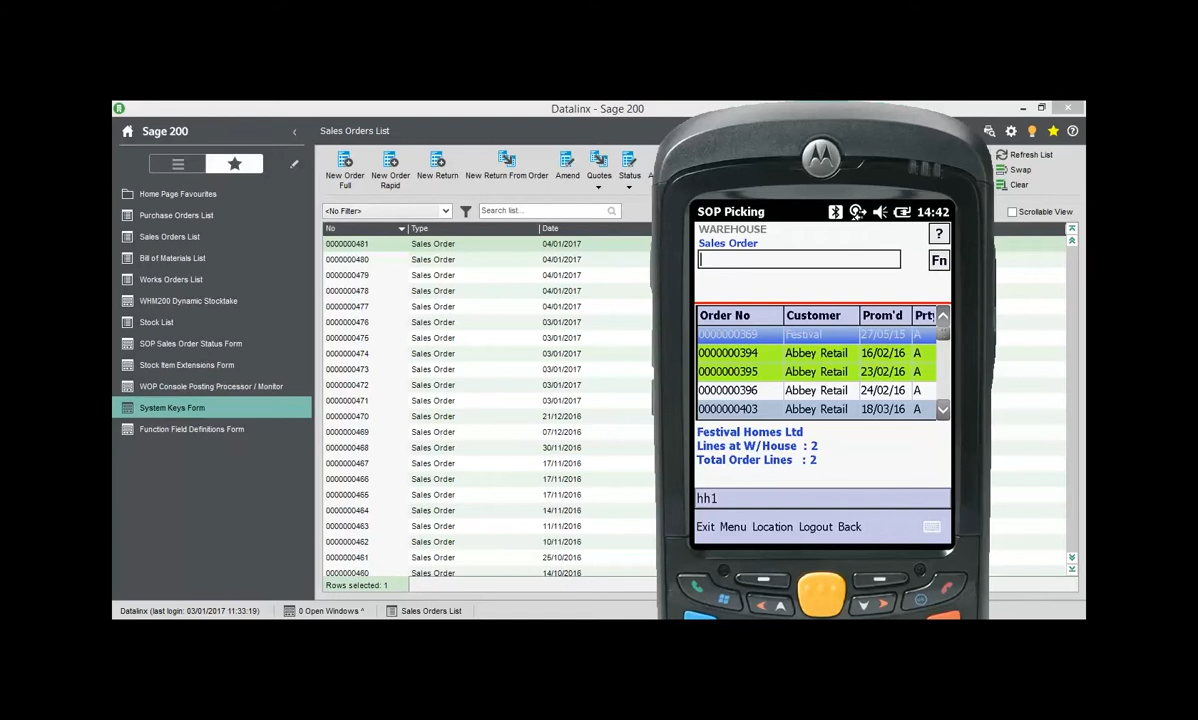 Datalinx - Sage 200
Sage 200
Home Page Favourites
Purchase Orders List
Sales Orders List
Bill of Materials List
Works Orders List
WHM200 Dynamic Stocktake
Stock List
SOP Sales Order Status Form
Stock Item Extensions Form
WOP Console Posting Processor / Monitor
System Keys Form
Function Field Definitions Form
Sales Orders List
New Order Full
New Order Rapid
New Return
New Return From Order
Amend
Quotes
Status
Refresh List
Swap
Clear
<No Filter>
Search list...
Scrollable View
No Type Date
0000000481 Sales Order 04/01/2017
0000000480 Sales Order 04/01/2017
0000000479 Sales Order 04/01/2017
0000000478 Sales Order 04/01/2017
0000000477 Sales Order 04/01/2017
0000000476 Sales Order 03/01/2017
0000000475 Sales Order 03/01/2017
0000000474 Sales Order 03/01/2017
0000000473 Sales Order 03/01/2017
0000000472 Sales Order 03/01/2017
0000000471 Sales Order 03/01/2017
0000000470 Sales Order 21/12/2016
0000000469 Sales Order 07/12/2016
0000000468 Sales Order 30/11/2016
0000000467 Sales Order 17/11/2016
0000000466 Sales Order 17/11/2016
0000000465 Sales Order 17/11/2016
0000000464 Sales Order 14/11/2016
0000000463 Sales Order 11/11/2016
0000000462 Sales Order 10/11/2016
0000000461 Sales Order 25/10/2016
0000000460 Sales Order 14/10/2016
Rows selected: 1
Datalinx (last login: 03/01/2017 11:33:19)
0 Open Windows ^
Sales Orders List
SOP Picking 14:42
WAREHOUSE
?
Sales Order
Fn
Order No Customer Prom'd Prty
0000000369 Festival 27/05/15 A
0000000394 Abbey Retail 16/02/16 A
0000000395 Abbey Retail 23/02/16 A
0000000396 Abbey Retail 24/02/16 A
0000000403 Abbey Retail 18/03/16 A
Festival Homes Ltd
Lines at W/House : 2
Total Order Lines : 2
hh1
Exit Menu Location Logout Back